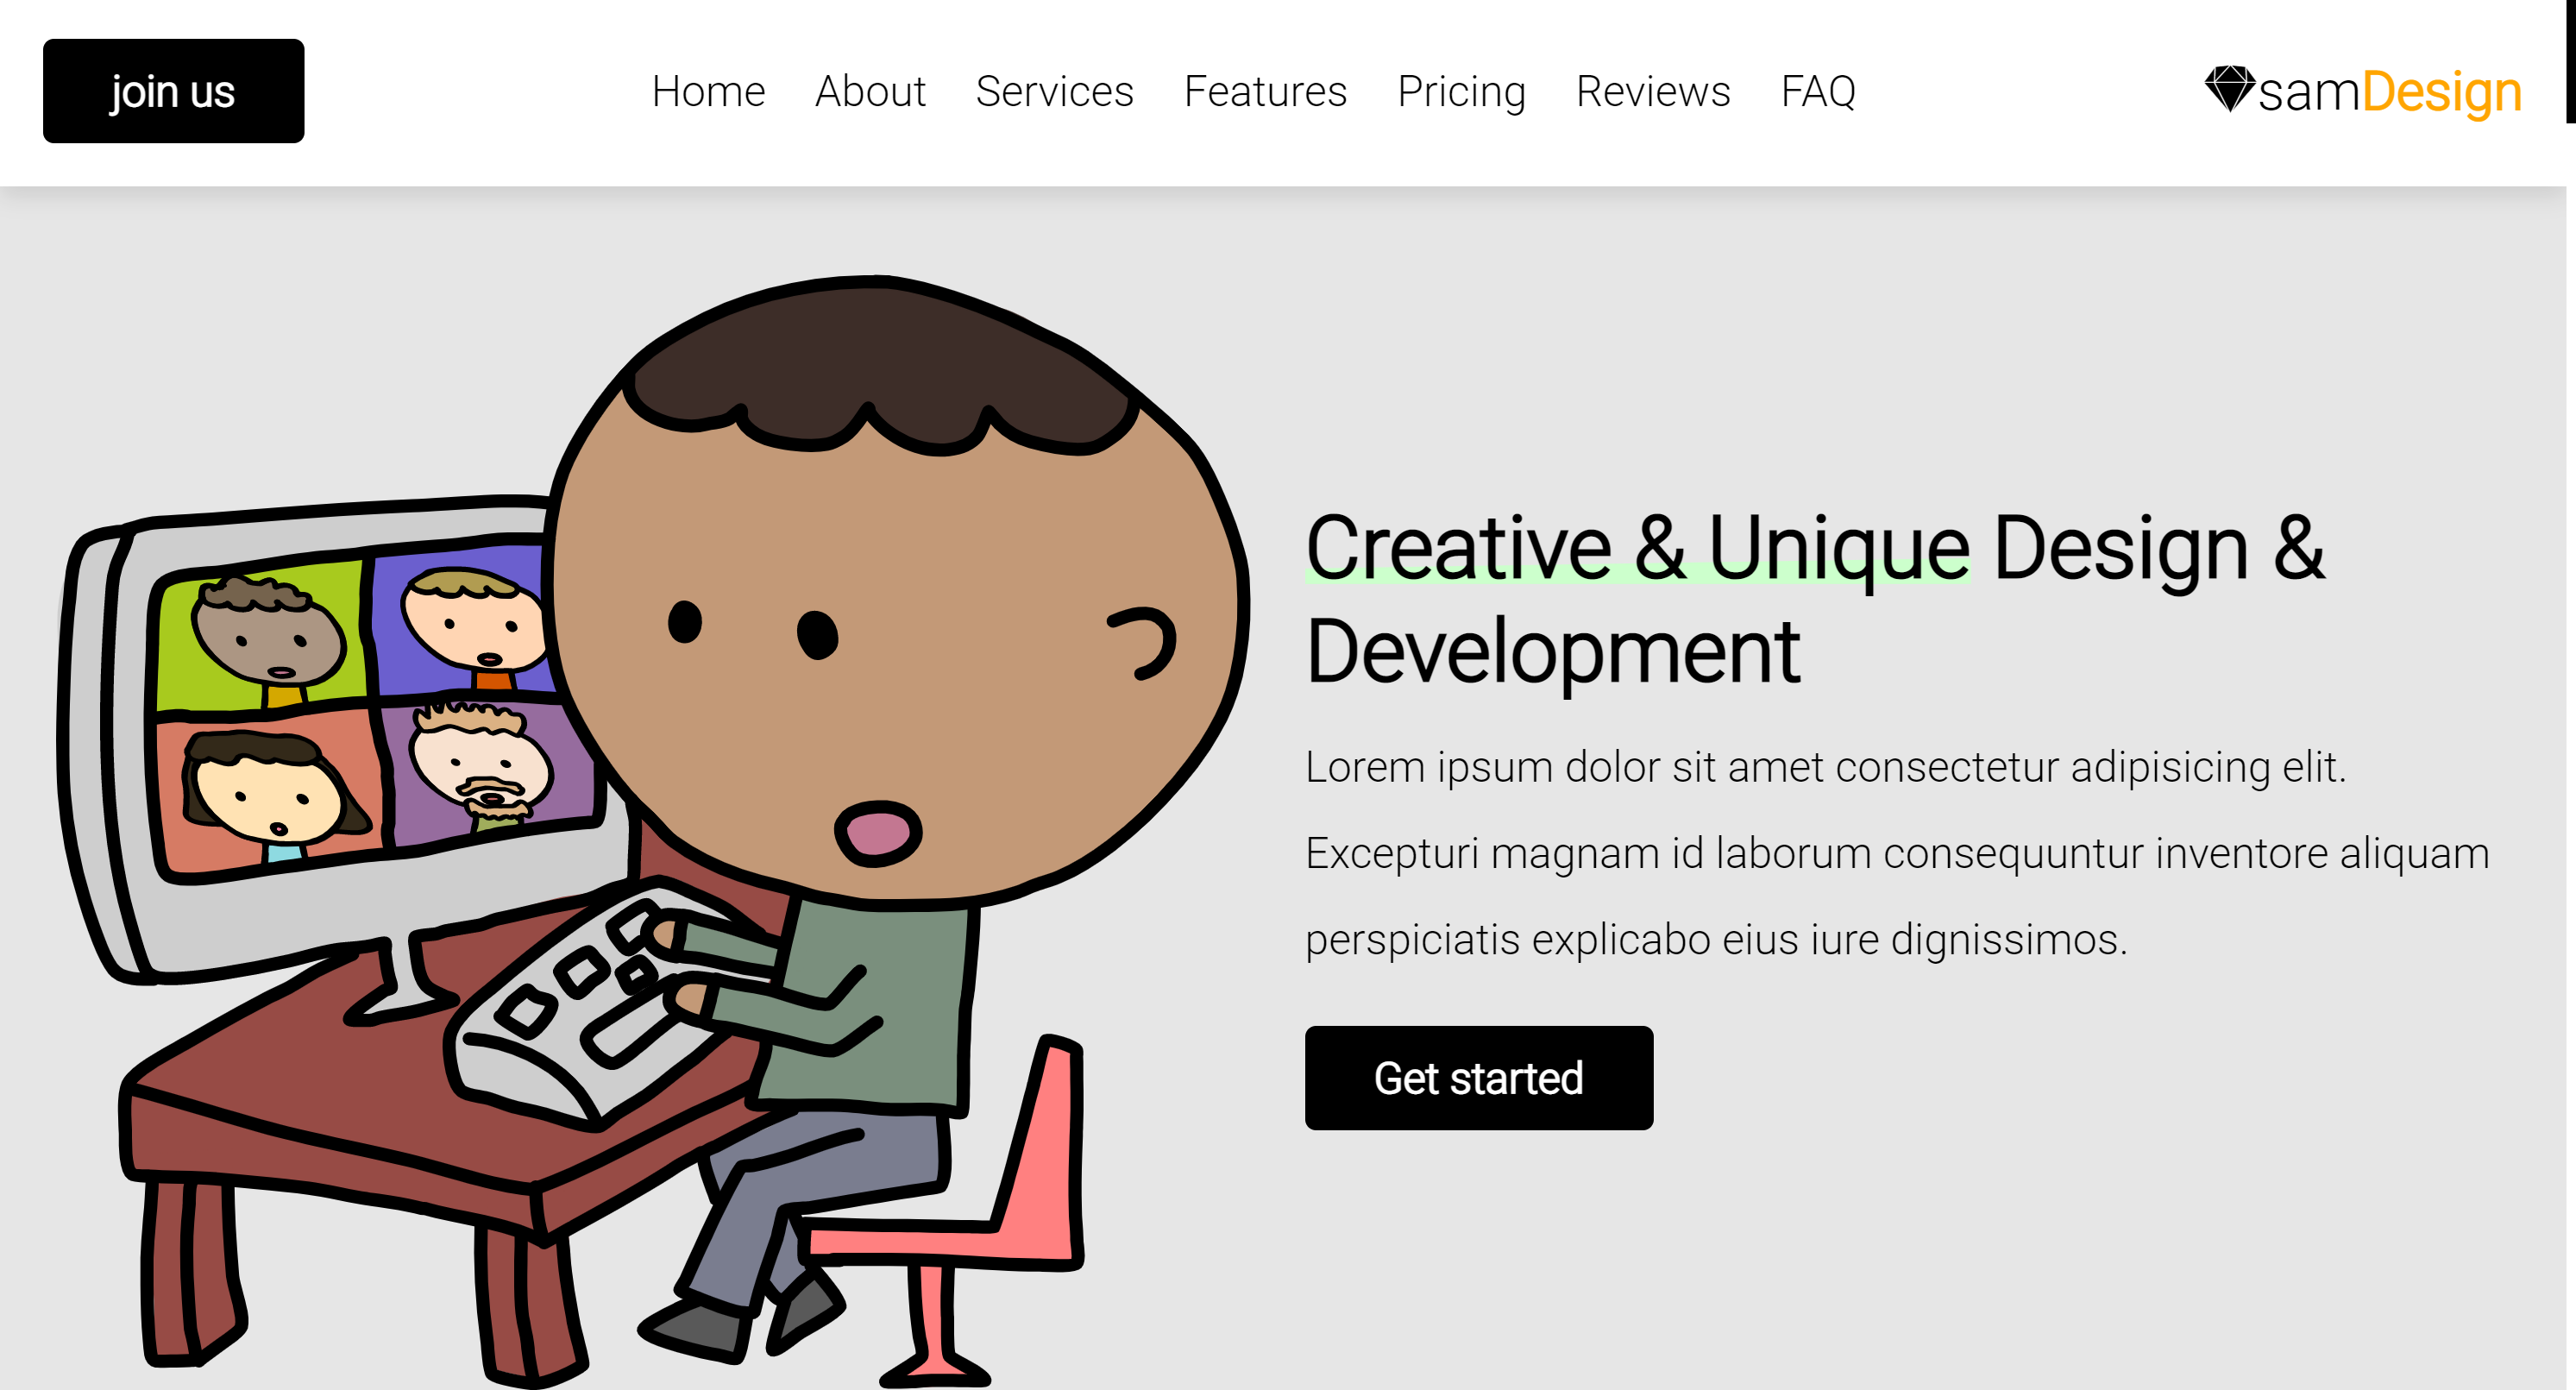 join us
Home About Services Features Pricing Reviews FAQ
samDesign
Creative & Unique Design &
Development
Lorem ipsum dolor sit amet consectetur adipisicing elit.
Excepturi magnam id laborum consequuntur inventore aliquam
perspiciatis explicabo eius iure dignissimos.
Get started